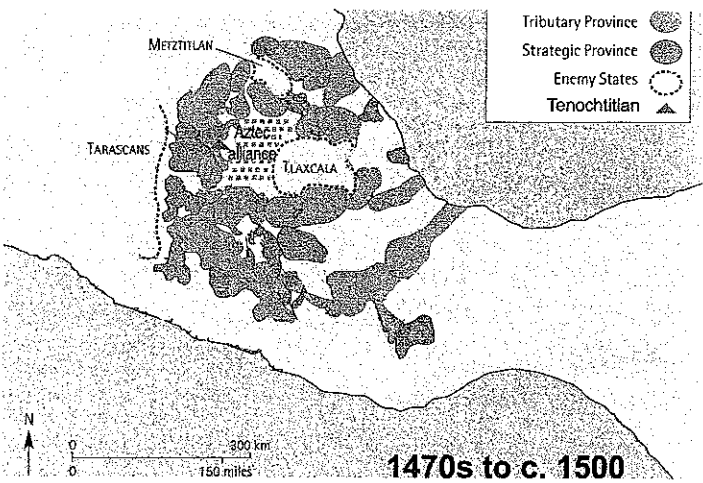 Tributary Province
Strategic Province
Enemy States
Tenochtitlan
METZTITLAN
Aztec
alliance
TARASCANS
TLAXCALA
N
0 300 km
0 150 miles
1470s to c. 1500